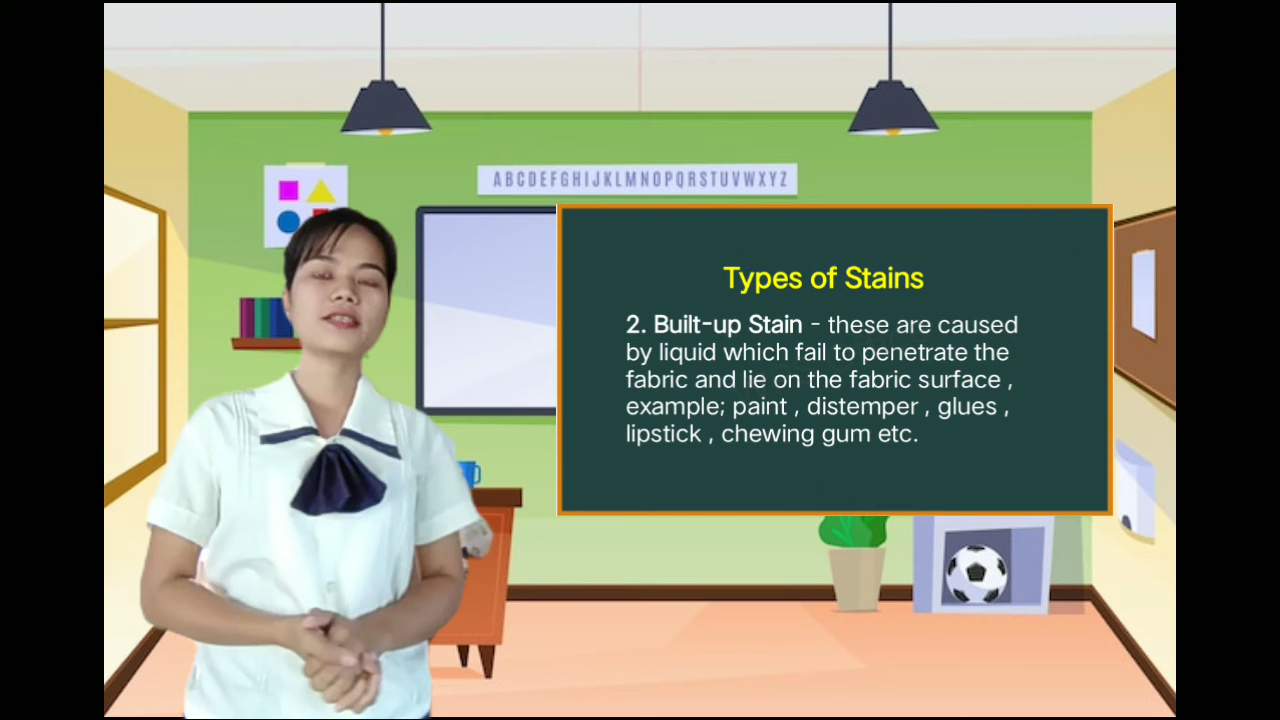 ABCDEFGHIJKLMNOPQRSTUVWXYZ
Types of Stains
2. Built-up Stain - these are caused
by liquid which fail to penetrate the
fabric and lie on the fabric surface ,
example; paint , distemper , glues ,
lipstick , chewing gum etc.